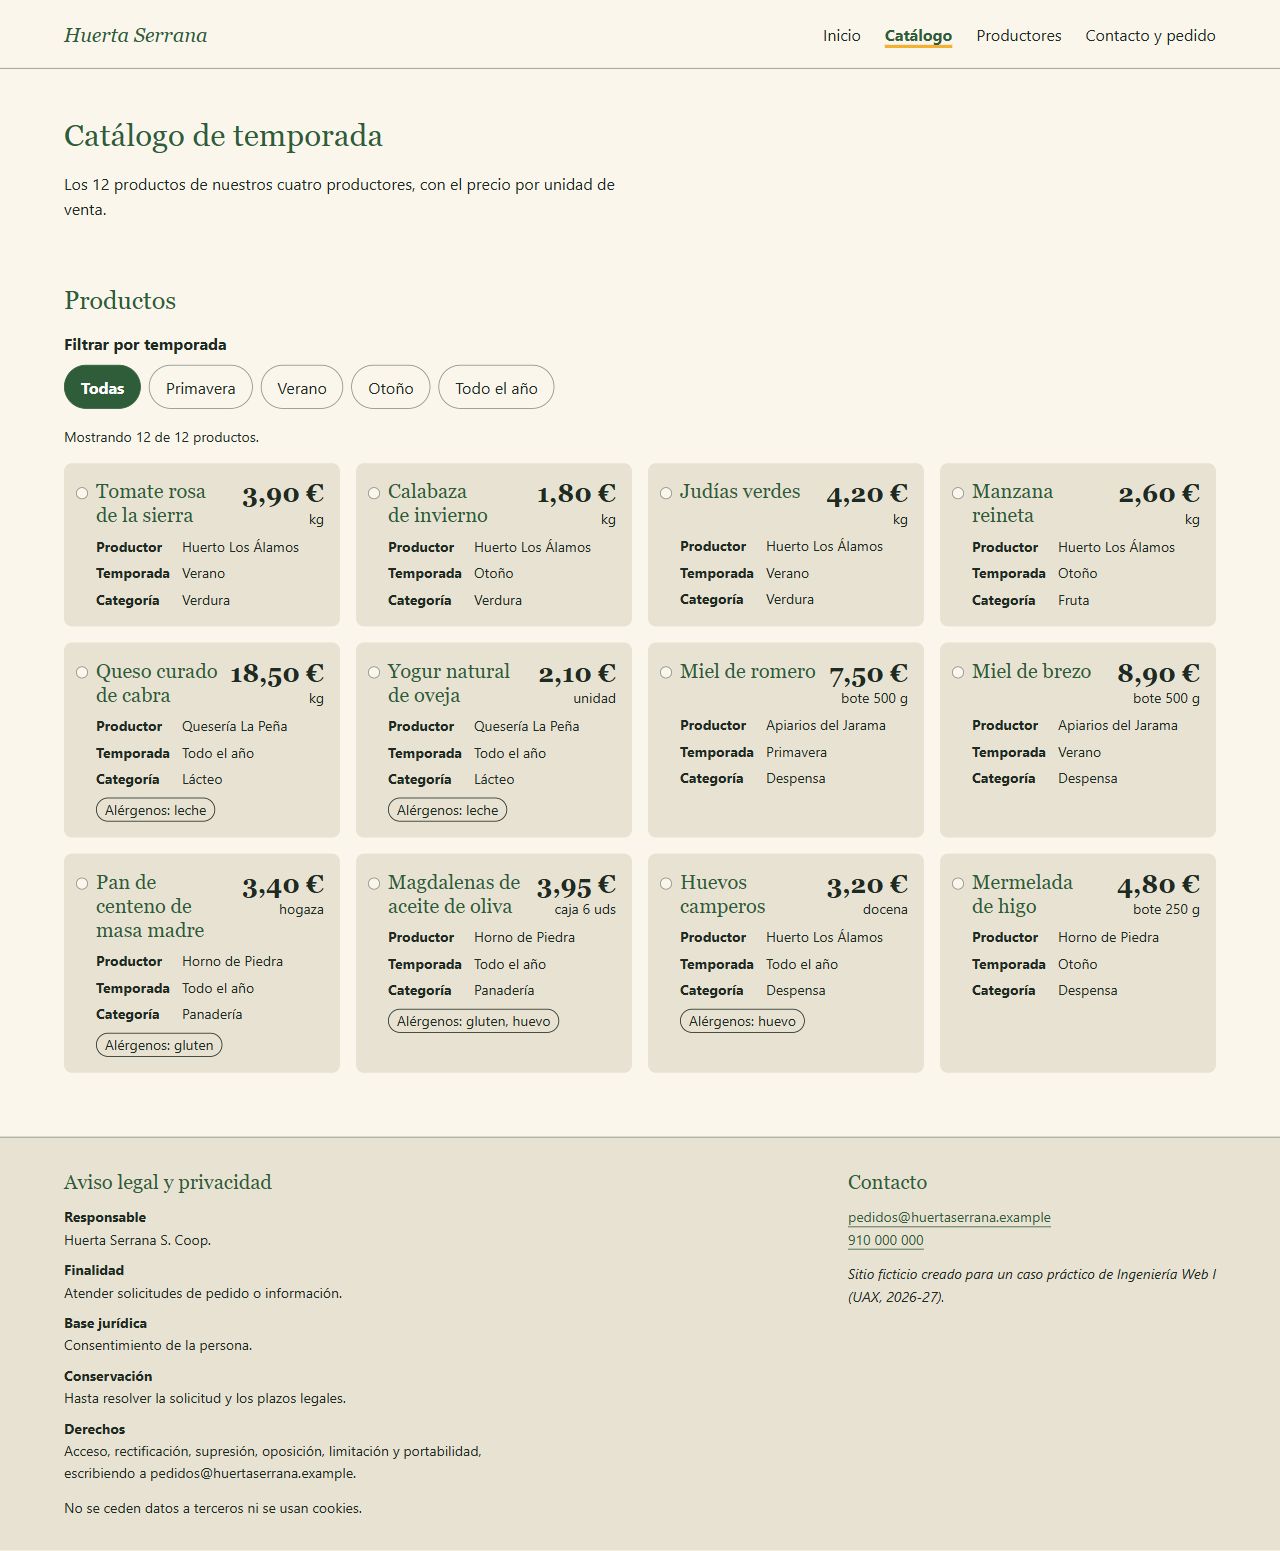 Huerta Serrana
Inicio
Catálogo
Productores
Contacto y pedido
Catálogo de temporada
Los 12 productos de nuestros cuatro productores, con el precio por unidad de
venta.
Productos
Filtrar por temporada
Todas
Primavera
Verano
Otoño
Todo el año
Mostrando 12 de 12 productos.
Tomate rosa
de la sierra
3,90 €
kg
Productor Huerto Los Álamos
Temporada Verano
Categoría Verdura
Calabaza
de invierno
1,80 €
kg
Productor Huerto Los Álamos
Temporada Otoño
Categoría Verdura
Judías verdes
4,20 €
kg
Productor Huerto Los Álamos
Temporada Verano
Categoría Verdura
Manzana
reineta
2,60 €
kg
Productor Huerto Los Álamos
Temporada Otoño
Categoría Fruta
Queso curado
de cabra
18,50 €
kg
Productor Quesería La Peña
Temporada Todo el año
Categoría Lácteo
Alérgenos: leche
Yogur natural
de oveja
2,10 €
unidad
Productor Quesería La Peña
Temporada Todo el año
Categoría Lácteo
Alérgenos: leche
Miel de romero
7,50 €
bote 500 g
Productor Apiarios del Jarama
Temporada Primavera
Categoría Despensa
Miel de brezo
8,90 €
bote 500 g
Productor Apiarios del Jarama
Temporada Verano
Categoría Despensa
Pan de
centeno de
masa madre
3,40 €
hogaza
Productor Horno de Piedra
Temporada Todo el año
Categoría Panadería
Alérgenos: gluten
Magdalenas de
aceite de oliva
3,95 €
caja 6 uds
Productor Horno de Piedra
Temporada Todo el año
Categoría Panadería
Alérgenos: gluten, huevo
Huevos
camperos
3,20 €
docena
Productor Huerto Los Álamos
Temporada Todo el año
Categoría Despensa
Alérgenos: huevo
Mermelada
de higo
4,80 €
bote 250 g
Productor Horno de Piedra
Temporada Otoño
Categoría Despensa
Aviso legal y privacidad
Responsable
Huerta Serrana S. Coop.
Finalidad
Atender solicitudes de pedido o información.
Base jurídica
Consentimiento de la persona.
Conservación
Hasta resolver la solicitud y los plazos legales.
Derechos
Acceso, rectificación, supresión, oposición, limitación y portabilidad,
escribiendo a pedidos@huertaserrana.example.
No se ceden datos a terceros ni se usan cookies.
Contacto
pedidos@huertaserrana.example
910 000 000
Sitio ficticio creado para un caso práctico de Ingeniería Web I
(UAX, 2026-27).